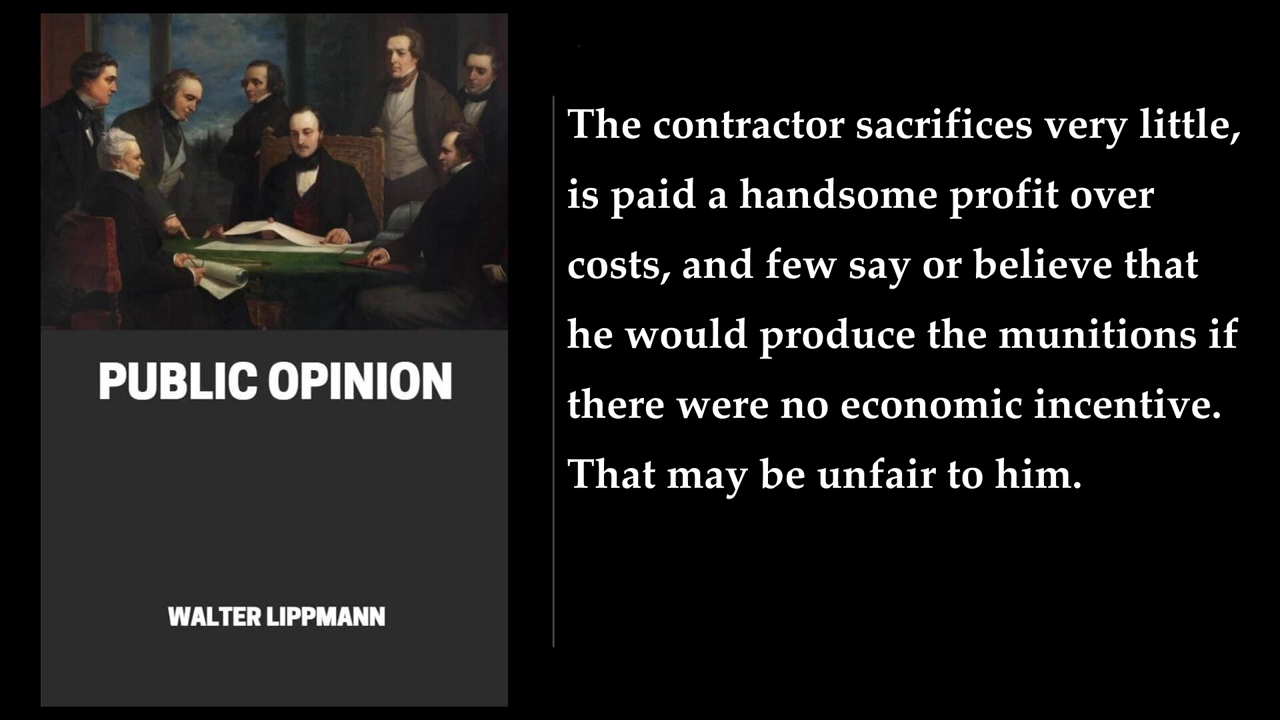 PUBLIC OPINION
WALTER LIPPMANN
The contractor sacrifices very little,
is paid a handsome profit over
costs, and few say or believe that
he would produce the munitions if
there were no economic incentive.
That may be unfair to him.